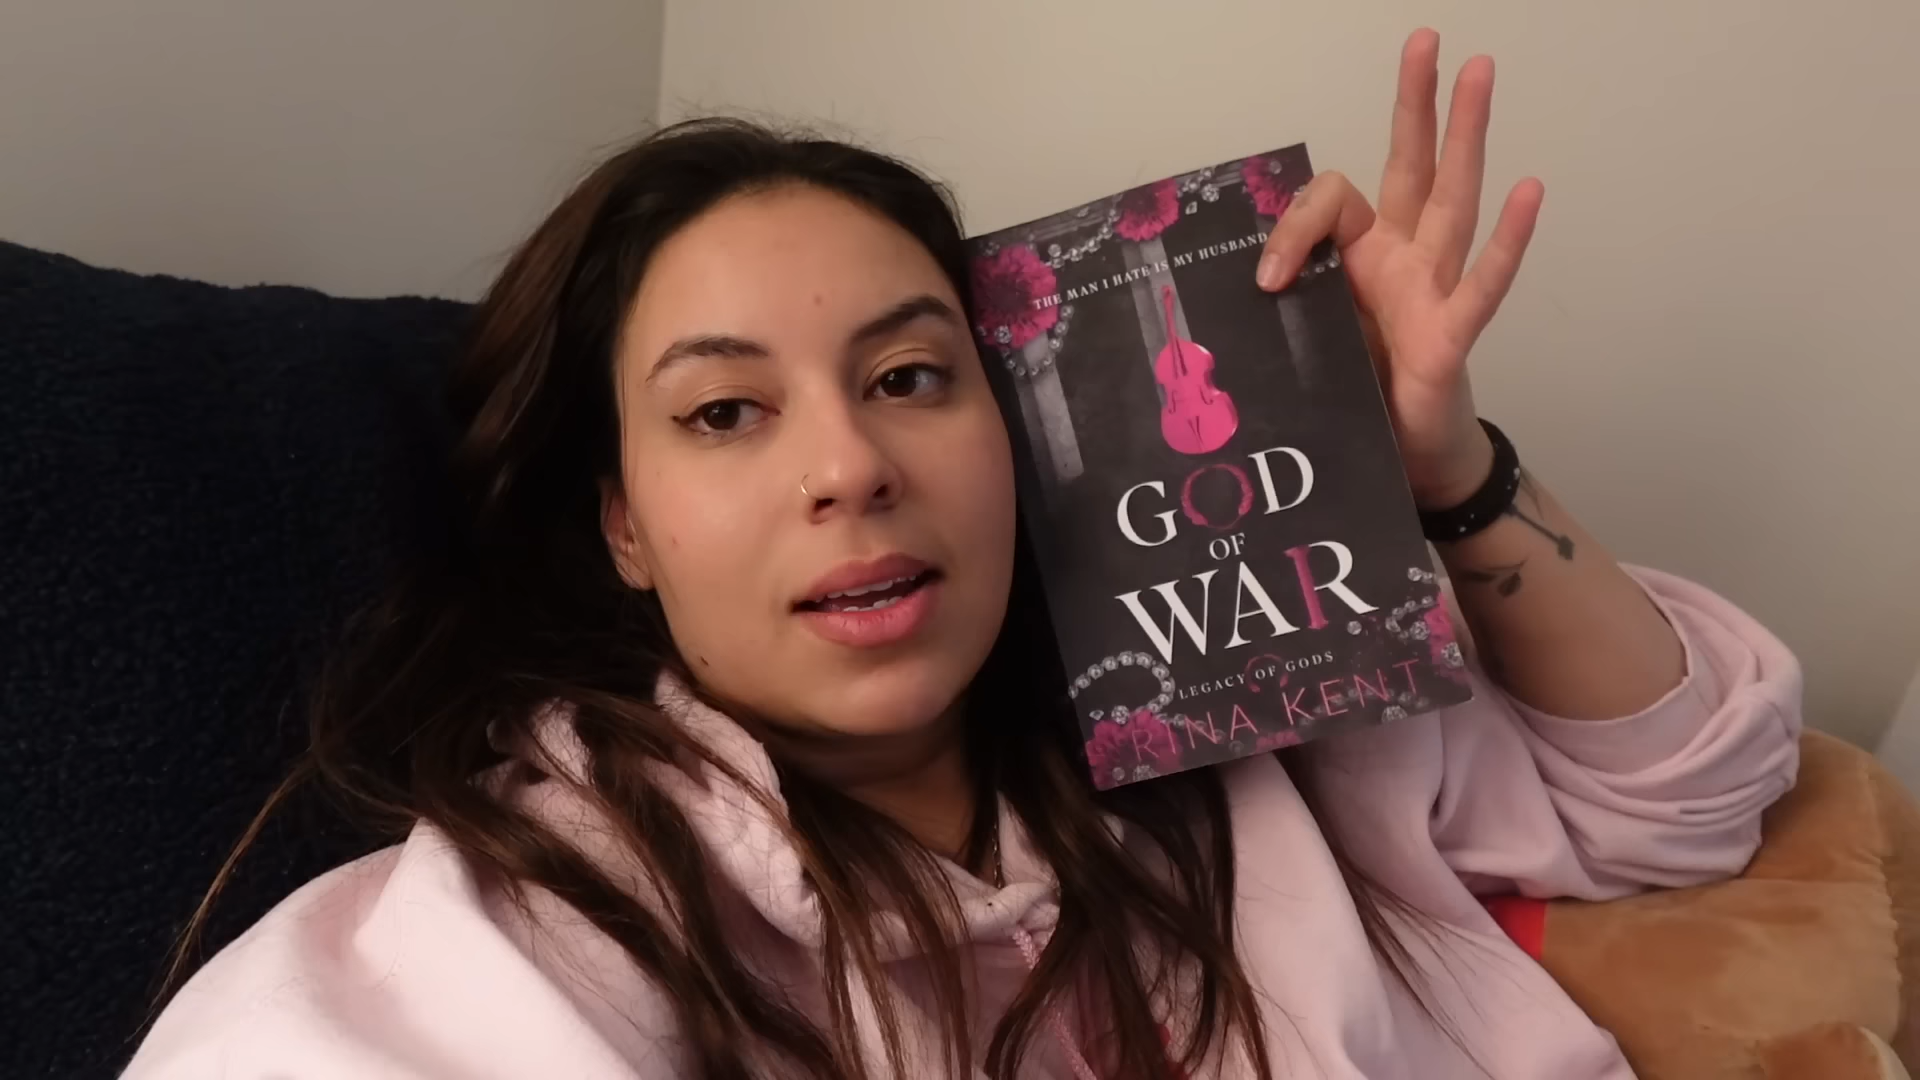 THE MAN I HATE IS MY HUSBAND
GOD
OF
WAR
LEGACY OF GODS
RINA KENT